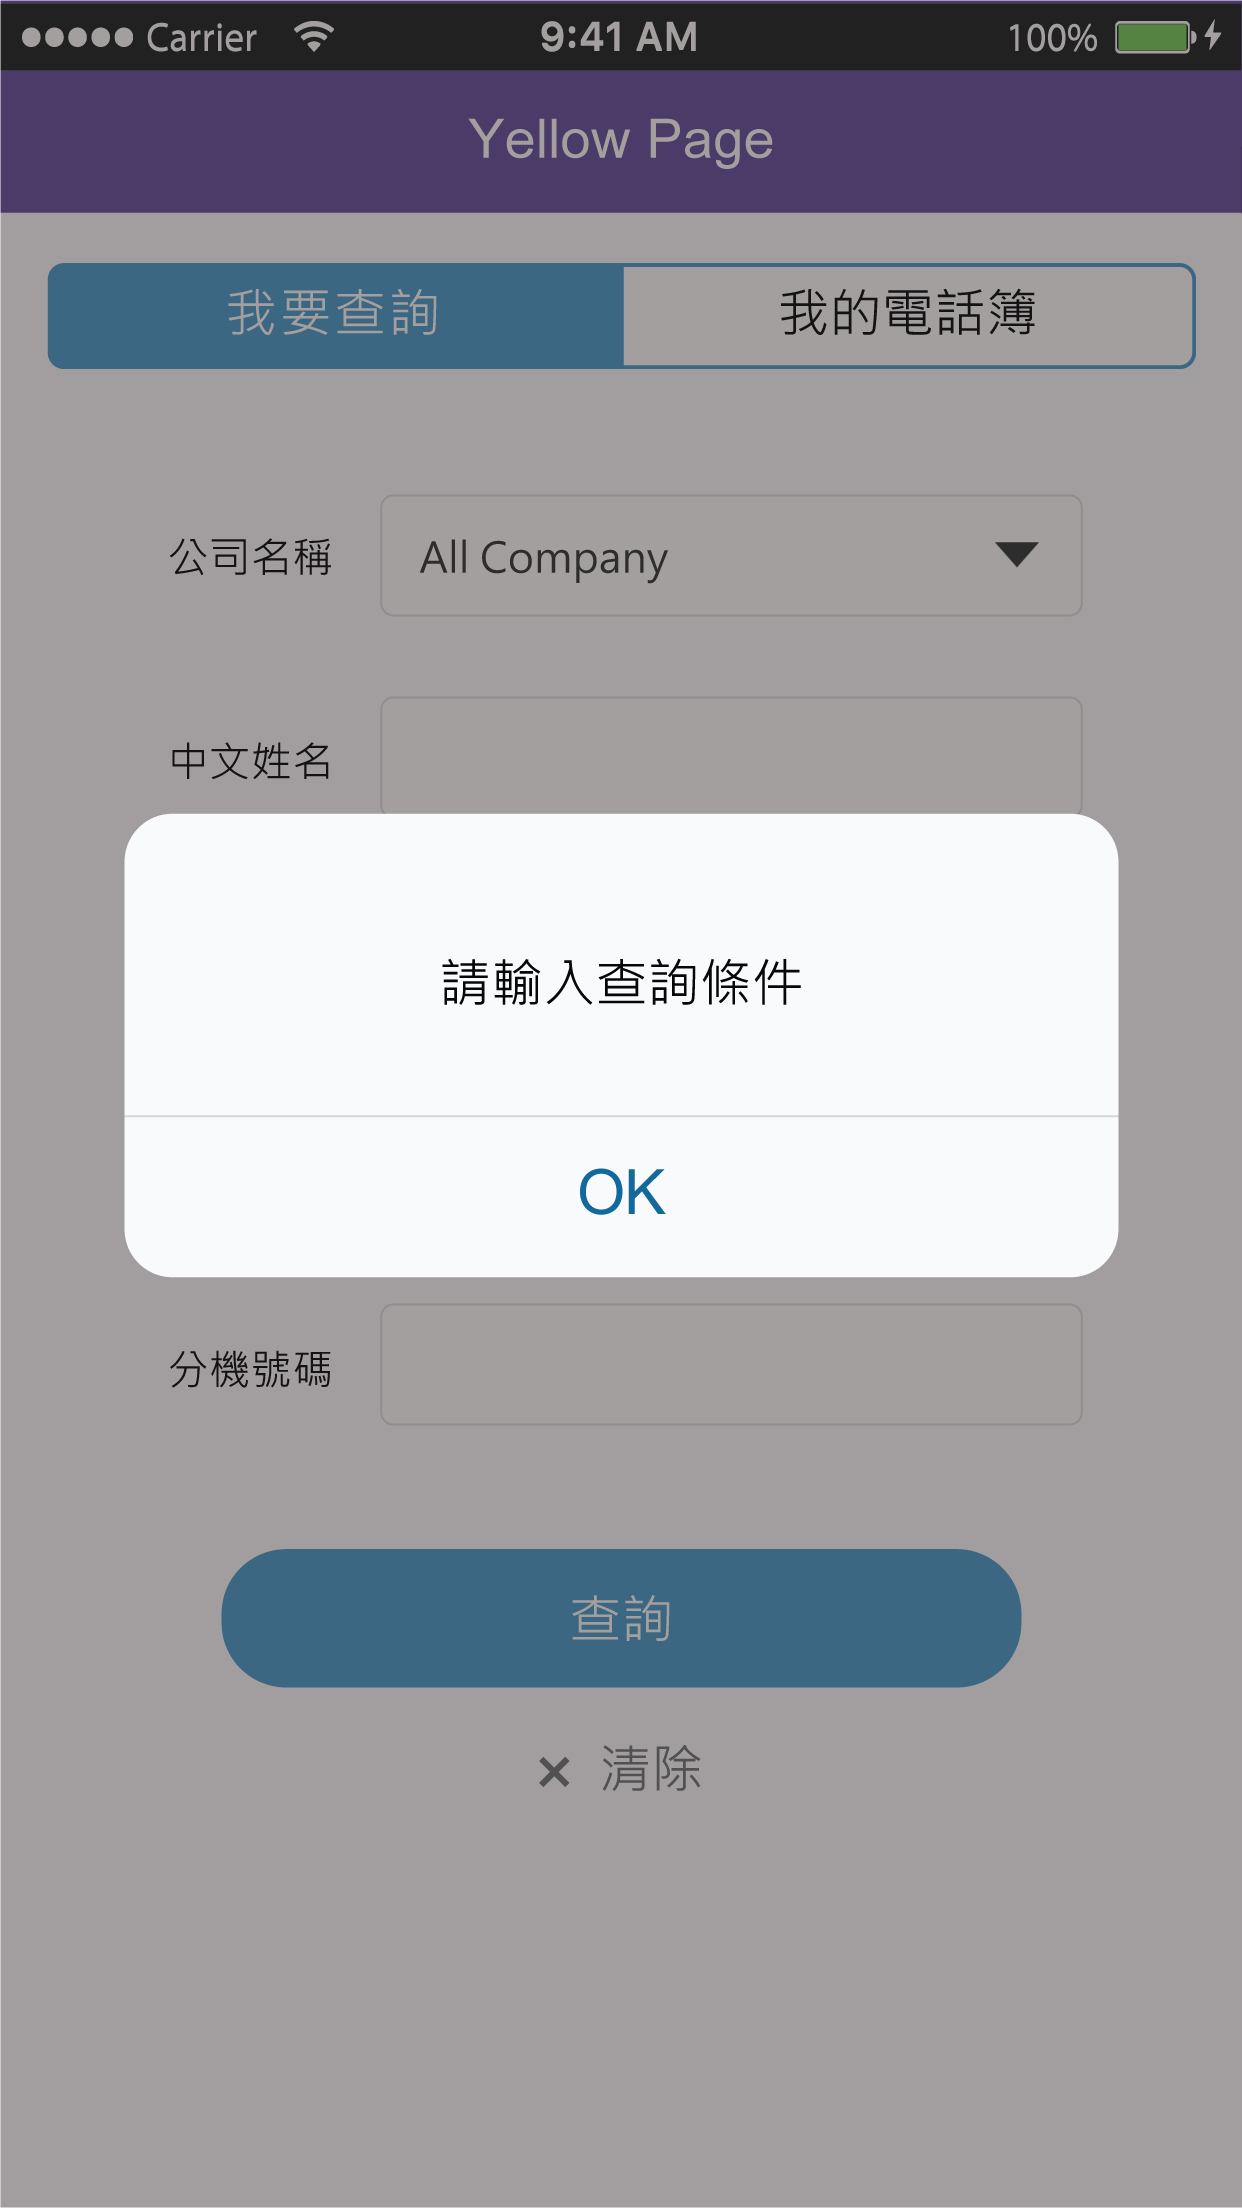 Carrier 9:41 AM 100%
Yellow Page
我要查詢 我的電話簿
公司名稱 All Company
中文姓名
請輸入查詢條件
OK
分機號碼
查詢
× 清除